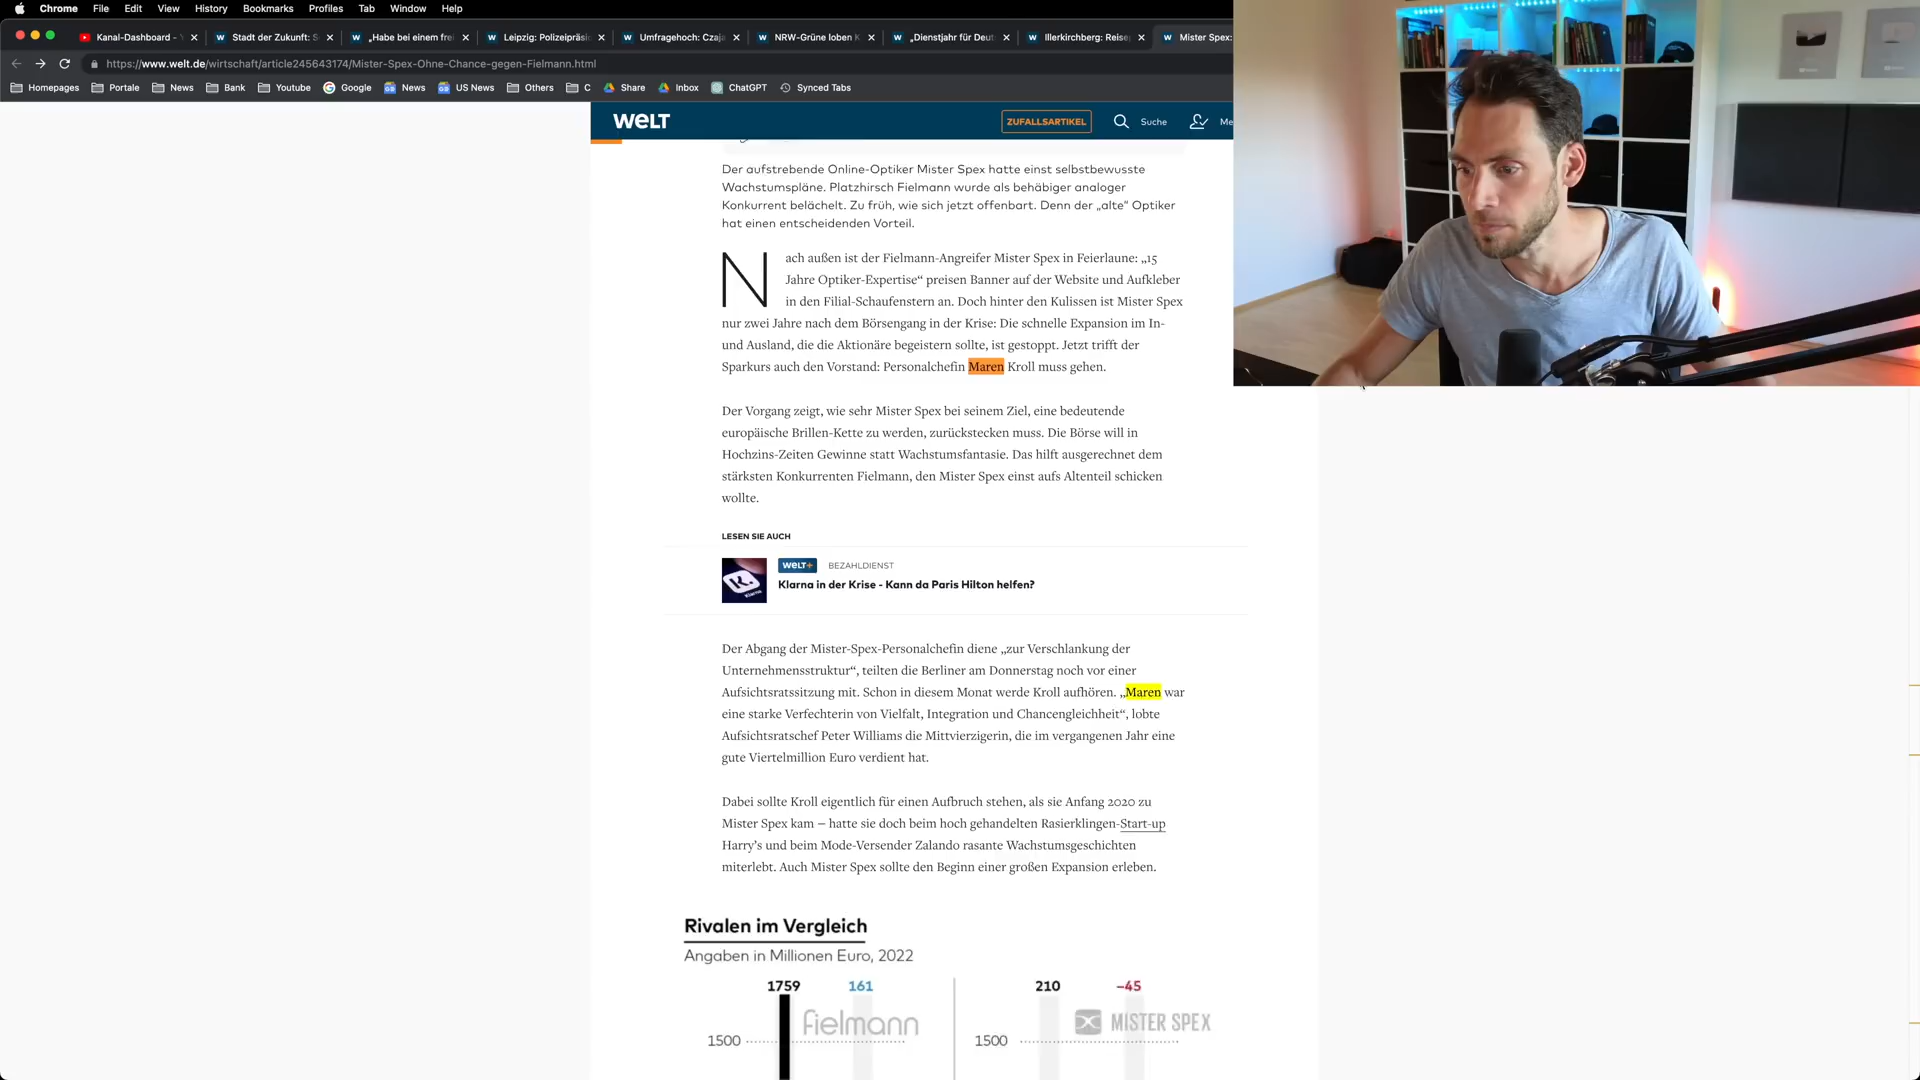 Chrome File Edit View History Bookmarks Profiles Tab Window Help
Kanal-Dashboard - Stadt der Zukunft: „Habe bei einem fre Leipzig: Polizeipräsi Umfragehoch: Czaja NRW-Grüne loben K „Dienstjahr für Deut Illerkirchberg: Reise Mister Spex:
https://www.welt.de/wirtschaft/article245643174/Mister-Spex-Ohne-Chance-gegen-Fielmann.html
Homepages Portale News Bank Youtube Google News US News Others C Share Inbox ChatGPT Synced Tabs
WELT ZUFALLSARTIKEL Suche Me
Der aufstrebende Online-Optiker Mister Spex hatte einst selbstbewusste
Wachstumspläne. Platzhirsch Fielmann wurde als behäbiger analoger
Konkurrent belächelt. Zu früh, wie sich jetzt offenbart. Denn der „alte“ Optiker
hat einen entscheidenden Vorteil.
Nach außen ist der Fielmann-Angreifer Mister Spex in Feierlaune: „15
Jahre Optiker-Expertise“ preisen Banner auf der Website und Aufkleber
in den Filial-Schaufenstern an. Doch hinter den Kulissen ist Mister Spex
nur zwei Jahre nach dem Börsengang in der Krise: Die schnelle Expansion im In-
und Ausland, die die Aktionäre begeistern sollte, ist gestoppt. Jetzt trifft der
Sparkurs auch den Vorstand: Personalchefin Maren Kroll muss gehen.
Der Vorgang zeigt, wie sehr Mister Spex bei seinem Ziel, eine bedeutende
europäische Brillen-Kette zu werden, zurückstecken muss. Die Börse will in
Hochzins-Zeiten Gewinne statt Wachstumsfantasie. Das hilft ausgerechnet dem
stärksten Konkurrenten Fielmann, den Mister Spex einst aufs Altenteil schicken
wollte.
LESEN SIE AUCH
WELT+ BEZAHLDIENST
Klarna in der Krise - Kann da Paris Hilton helfen?
K.
Klarna
Der Abgang der Mister-Spex-Personalchefin diene „zur Verschlankung der
Unternehmensstruktur“, teilten die Berliner am Donnerstag noch vor einer
Aufsichtsratssitzung mit. Schon in diesem Monat werde Kroll aufhören. „Maren war
eine starke Verfechterin von Vielfalt, Integration und Chancengleichheit“, lobte
Aufsichtsratschef Peter Williams die Mittvierzigerin, die im vergangenen Jahr eine
gute Viertelmillion Euro verdient hat.
Dabei sollte Kroll eigentlich für einen Aufbruch stehen, als sie Anfang 2020 zu
Mister Spex kam – hatte sie doch beim hoch gehandelten Rasierklingen-Start-up
Harry’s und beim Mode-Versender Zalando rasante Wachstumsgeschichten
miterlebt. Auch Mister Spex sollte den Beginn einer großen Expansion erleben.
Rivalen im Vergleich
Angaben in Millionen Euro, 2022
1759 161 210 –45
fielmann MISTER SPEX
1500 1500